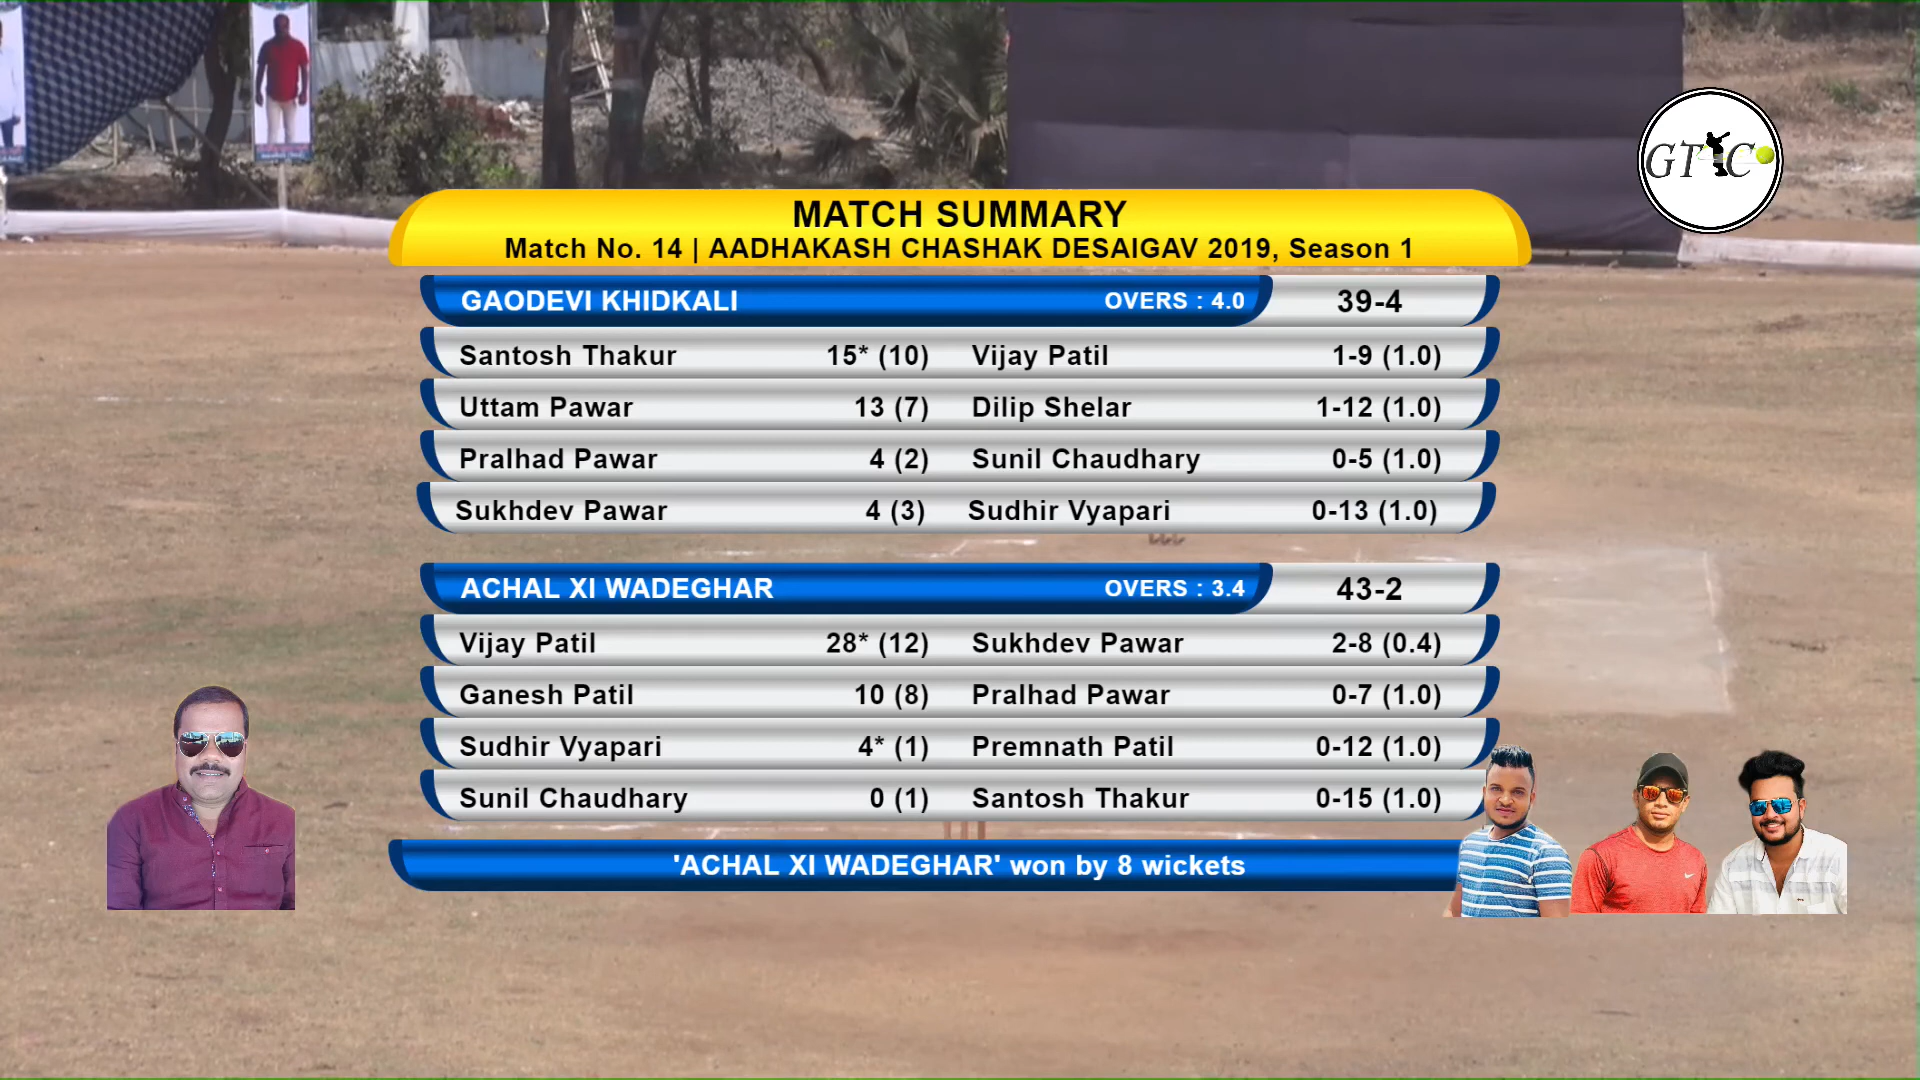 GTC
MATCH SUMMARY
Match No. 14 | AADHAKASH CHASHAK DESAIGAV 2019, Season 1
GAODEVI KHIDKALI OVERS : 4.0 39-4
Santosh Thakur 15* (10) Vijay Patil 1-9 (1.0)
Uttam Pawar 13 (7) Dilip Shelar 1-12 (1.0)
Pralhad Pawar 4 (2) Sunil Chaudhary 0-5 (1.0)
Sukhdev Pawar 4 (3) Sudhir Vyapari 0-13 (1.0)
ACHAL XI WADEGHAR OVERS : 3.4 43-2
Vijay Patil 28* (12) Sukhdev Pawar 2-8 (0.4)
Ganesh Patil 10 (8) Pralhad Pawar 0-7 (1.0)
Sudhir Vyapari 4* (1) Premnath Patil 0-12 (1.0)
Sunil Chaudhary 0 (1) Santosh Thakur 0-15 (1.0)
'ACHAL XI WADEGHAR' won by 8 wickets